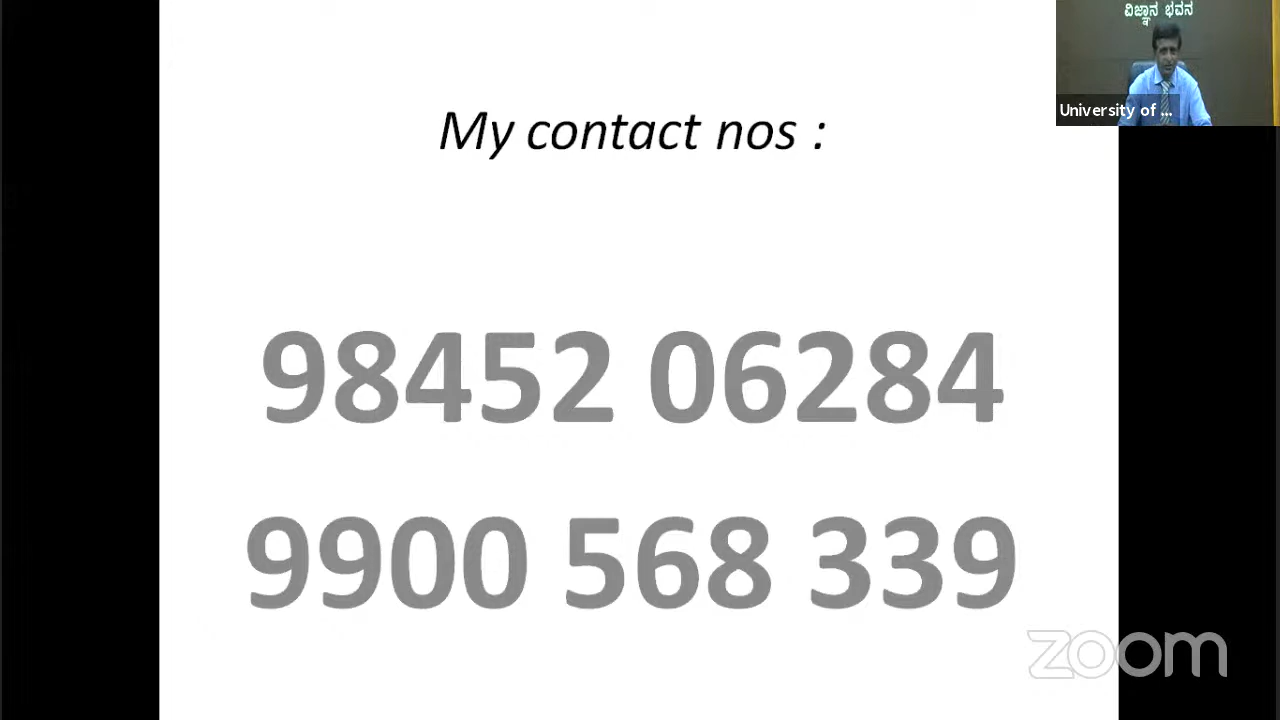 ವಿಜ್ಞಾನ ಭವನ
University of ...
My contact nos :
98452 06284
9900 568 339
zoom